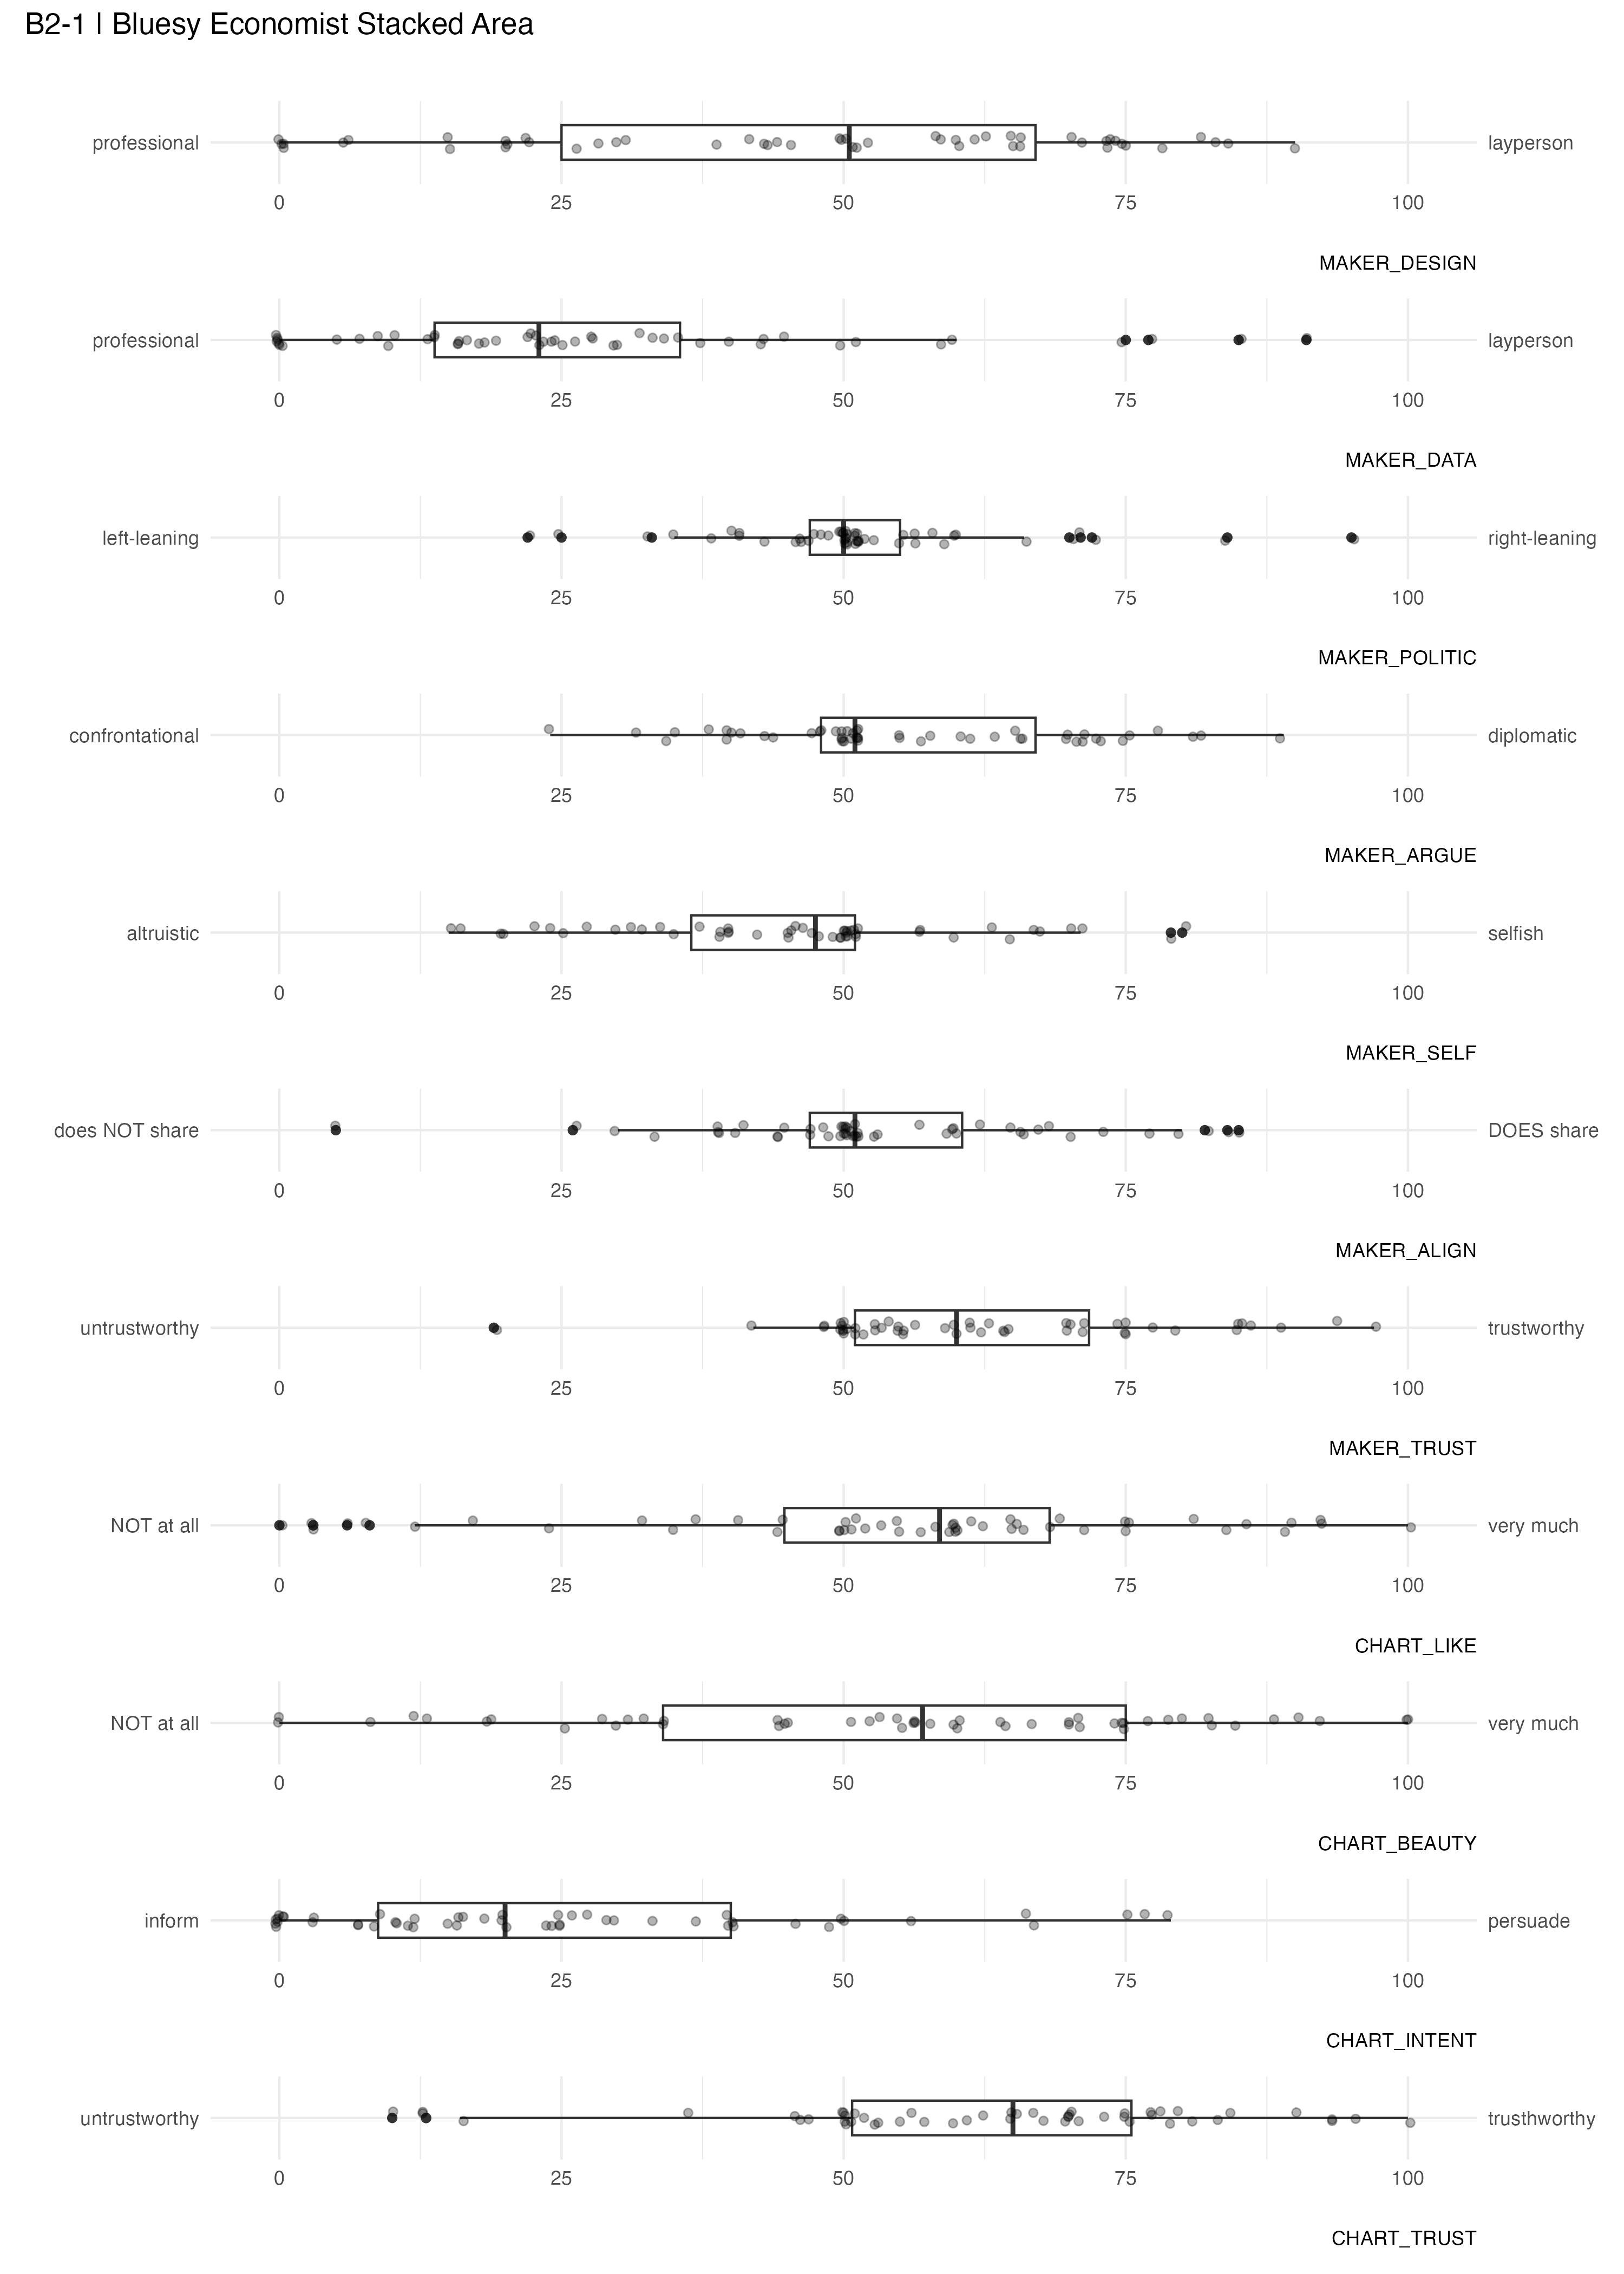 B2-1 | Bluesy Economist Stacked Area
professional layperson
0 25 50 75 100
MAKER_DESIGN
professional layperson
0 25 50 75 100
MAKER_DATA
left-leaning right-leaning
0 25 50 75 100
MAKER_POLITIC
confrontational diplomatic
0 25 50 75 100
MAKER_ARGUE
altruistic selfish
0 25 50 75 100
MAKER_SELF
does NOT share DOES share
0 25 50 75 100
MAKER_ALIGN
untrustworthy trustworthy
0 25 50 75 100
MAKER_TRUST
NOT at all very much
0 25 50 75 100
CHART_LIKE
NOT at all very much
0 25 50 75 100
CHART_BEAUTY
inform persuade
0 25 50 75 100
CHART_INTENT
untrustworthy trusthworthy
0 25 50 75 100
CHART_TRUST